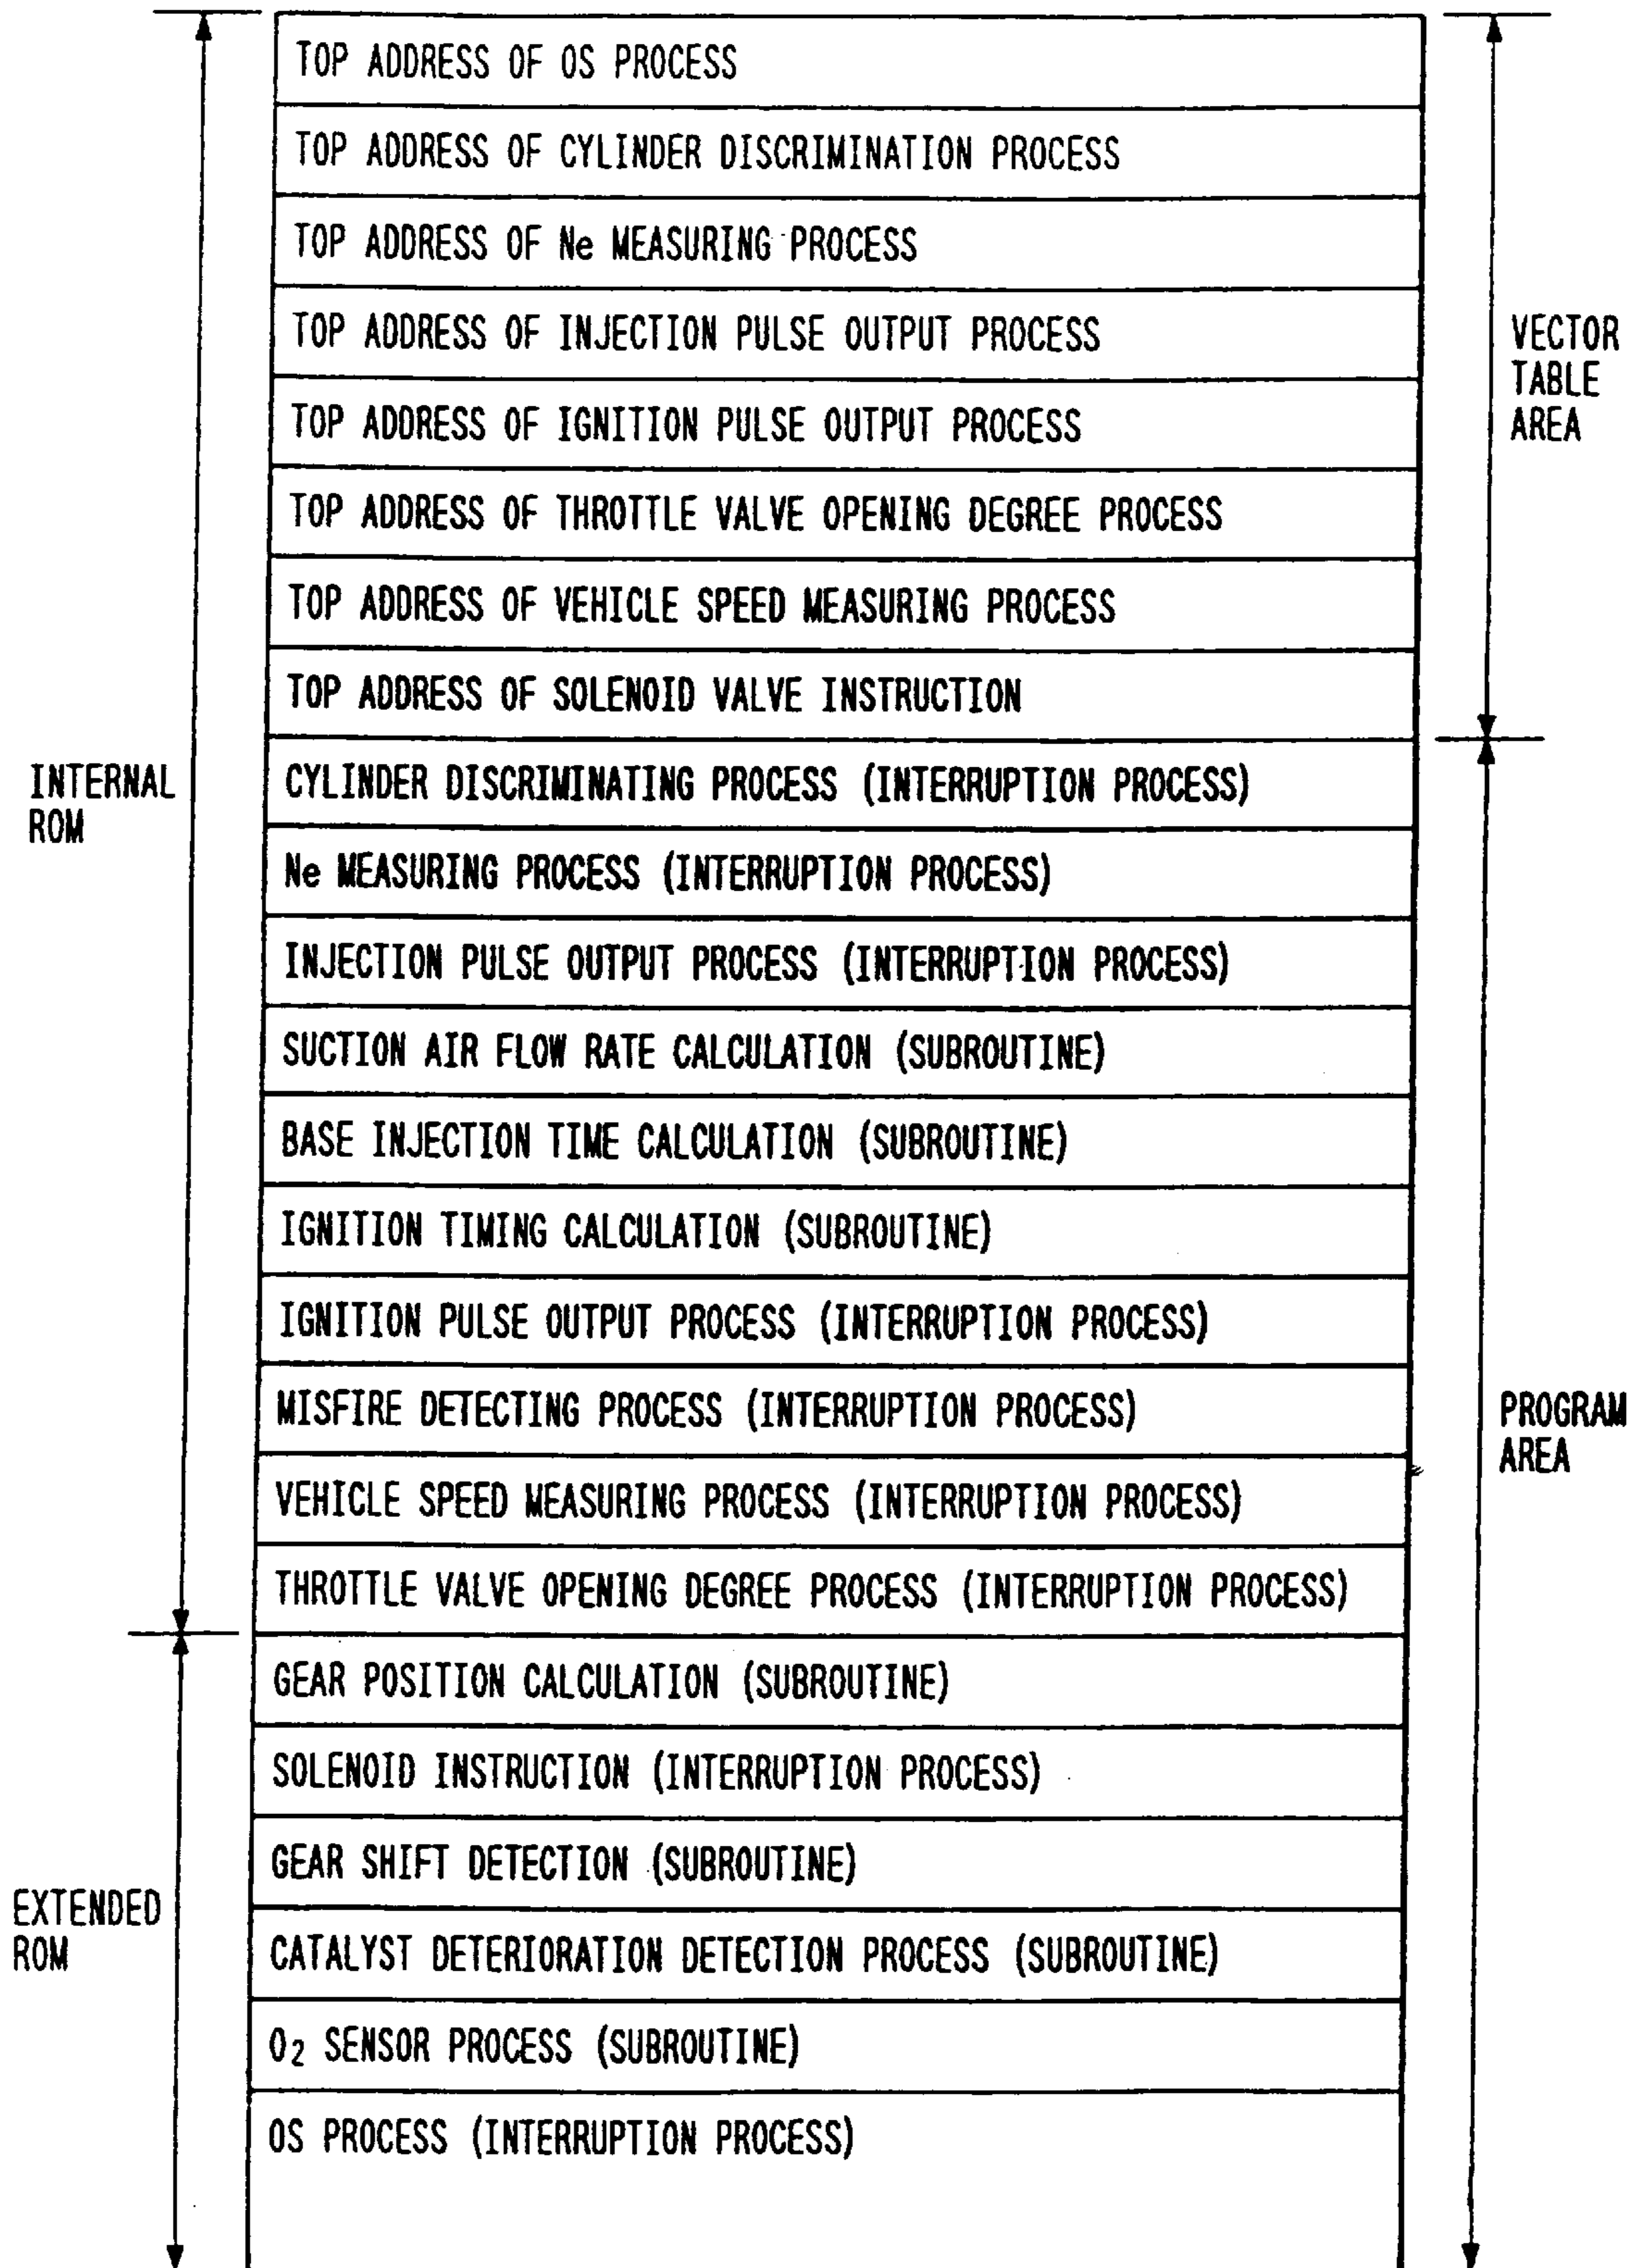 TOP ADDRESS OF OS PROCESS
TOP ADDRESS OF CYLINDER DISCRIMINATION PROCESS
TOP ADDRESS OF Ne MEASURING PROCESS
TOP ADDRESS OF INJECTION PULSE OUTPUT PROCESS
TOP ADDRESS OF IGNITION PULSE OUTPUT PROCESS
TOP ADDRESS OF THROTTLE VALVE OPENING DEGREE PROCESS
TOP ADDRESS OF VEHICLE SPEED MEASURING PROCESS
TOP ADDRESS OF SOLENOID VALVE INSTRUCTION
VECTOR
TABLE
AREA
INTERNAL
ROM
CYLINDER DISCRIMINATING PROCESS (INTERRUPTION PROCESS)
Ne MEASURING PROCESS (INTERRUPTION PROCESS)
INJECTION PULSE OUTPUT PROCESS (INTERRUPTION PROCESS)
SUCTION AIR FLOW RATE CALCULATION (SUBROUTINE)
BASE INJECTION TIME CALCULATION (SUBROUTINE)
IGNITION TIMING CALCULATION (SUBROUTINE)
IGNITION PULSE OUTPUT PROCESS (INTERRUPTION PROCESS)
MISFIRE DETECTING PROCESS (INTERRUPTION PROCESS)
VEHICLE SPEED MEASURING PROCESS (INTERRUPTION PROCESS)
THROTTLE VALVE OPENING DEGREE PROCESS (INTERRUPTION PROCESS)
PROGRAM
AREA
GEAR POSITION CALCULATION (SUBROUTINE)
SOLENOID INSTRUCTION (INTERRUPTION PROCESS)
GEAR SHIFT DETECTION (SUBROUTINE)
CATALYST DETERIORATION DETECTION PROCESS (SUBROUTINE)
O2 SENSOR PROCESS (SUBROUTINE)
OS PROCESS (INTERRUPTION PROCESS)
EXTENDED
ROM